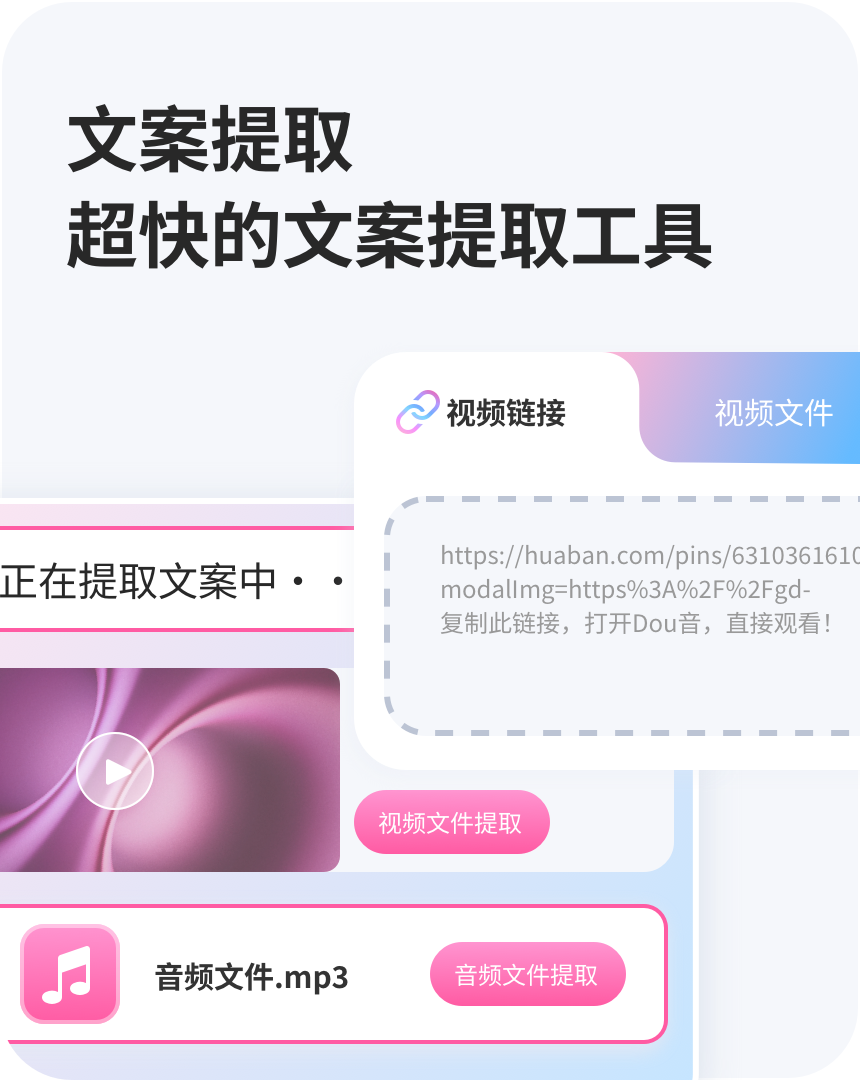 文案提取
超快的文案提取工具
视频链接
视频文件
https://huaban.com/pins/6310361610
modalImg=https%3A%2F%2Fgd-
复制此链接，打开Dou音，直接观看！
正在提取文案中··
视频文件提取
音频文件.mp3
音频文件提取